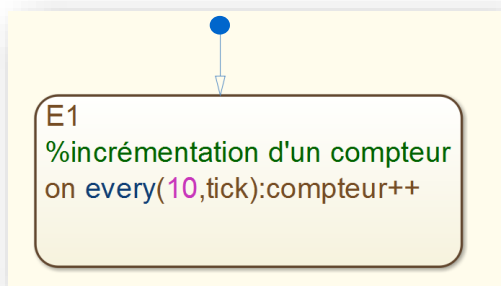 E1
%incrémentation d'un compteur
on every(10,tick):compteur++